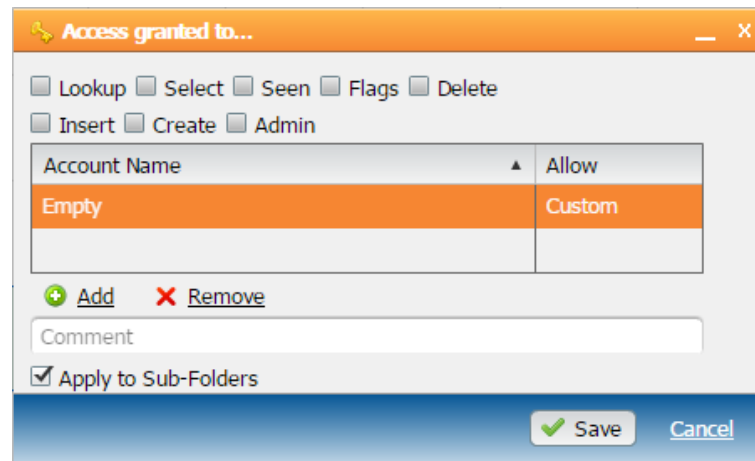 Access granted to...
Lookup Select Seen Flags Delete
Insert Create Admin
Account Name Allow
Empty Custom
Add Remove
Comment
Apply to Sub-Folders
Save Cancel